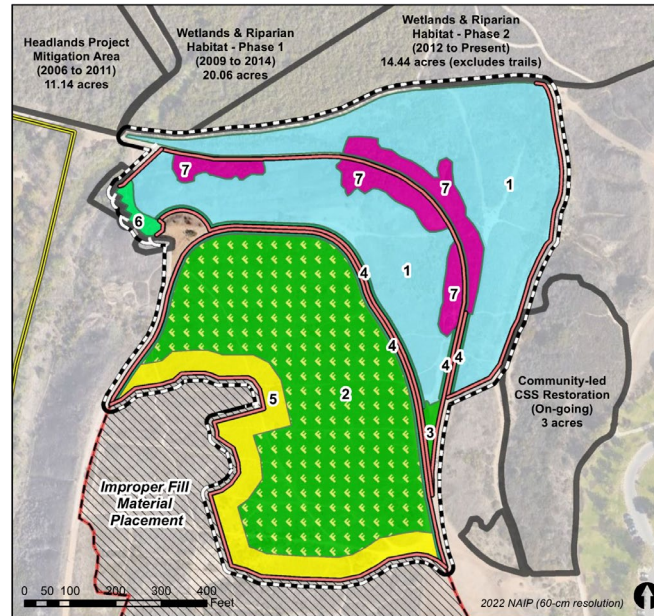 Headlands Project
Mitigation Area
(2006 to 2011)
11.14 acres
Wetlands & Riparian
Habitat - Phase 1
(2009 to 2014)
20.06 acres
Wetlands & Riparian
Habitat - Phase 2
(2012 to Present)
14.44 acres (excludes trails)
7
7
7
1
6
4
1
7
4
4
4
2
5
3
Community-led
CSS Restoration
(On-going)
3 acres
Improper Fill
Material
Placement
0 50 100 200 300 400
Feet
2022 NAIP (60-cm resolution)